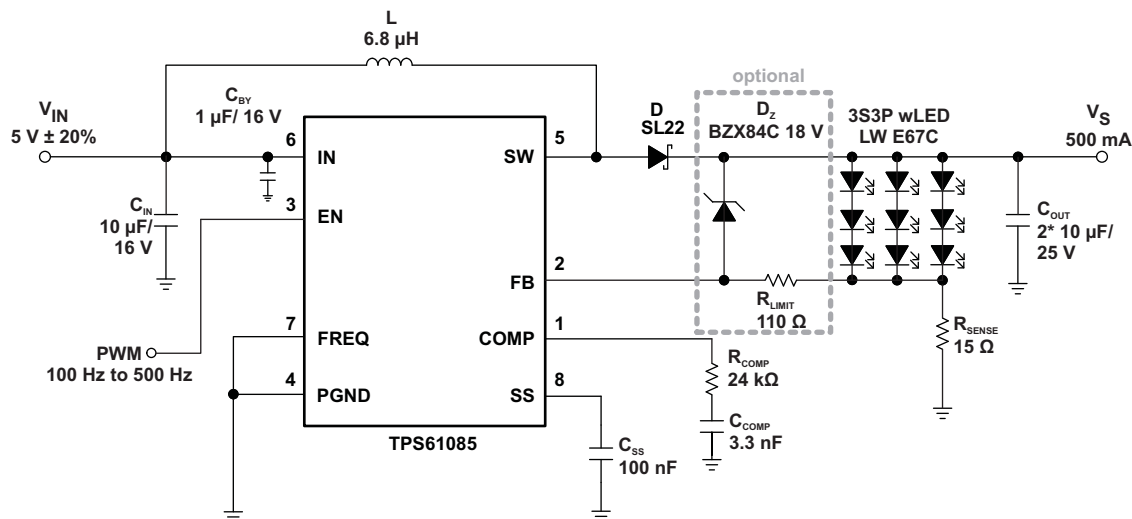 L
6.8 µH
optional
V_IN
5 V ± 20%
C_BY
1 µF/ 16 V
D
SL22
D_Z
BZX84C 18 V
3S3P wLED
LW E67C
V_S
500 mA
6
IN
5
SW
3
EN
C_IN
10 µF/
16 V
C_OUT
2* 10 µF/
25 V
2
FB
R_LIMIT
110 Ω
7
FREQ
1
COMP
R_SENSE
15 Ω
PWM
100 Hz to 500 Hz
R_COMP
24 kΩ
4
PGND
8
SS
C_COMP
3.3 nF
TPS61085
C_SS
100 nF